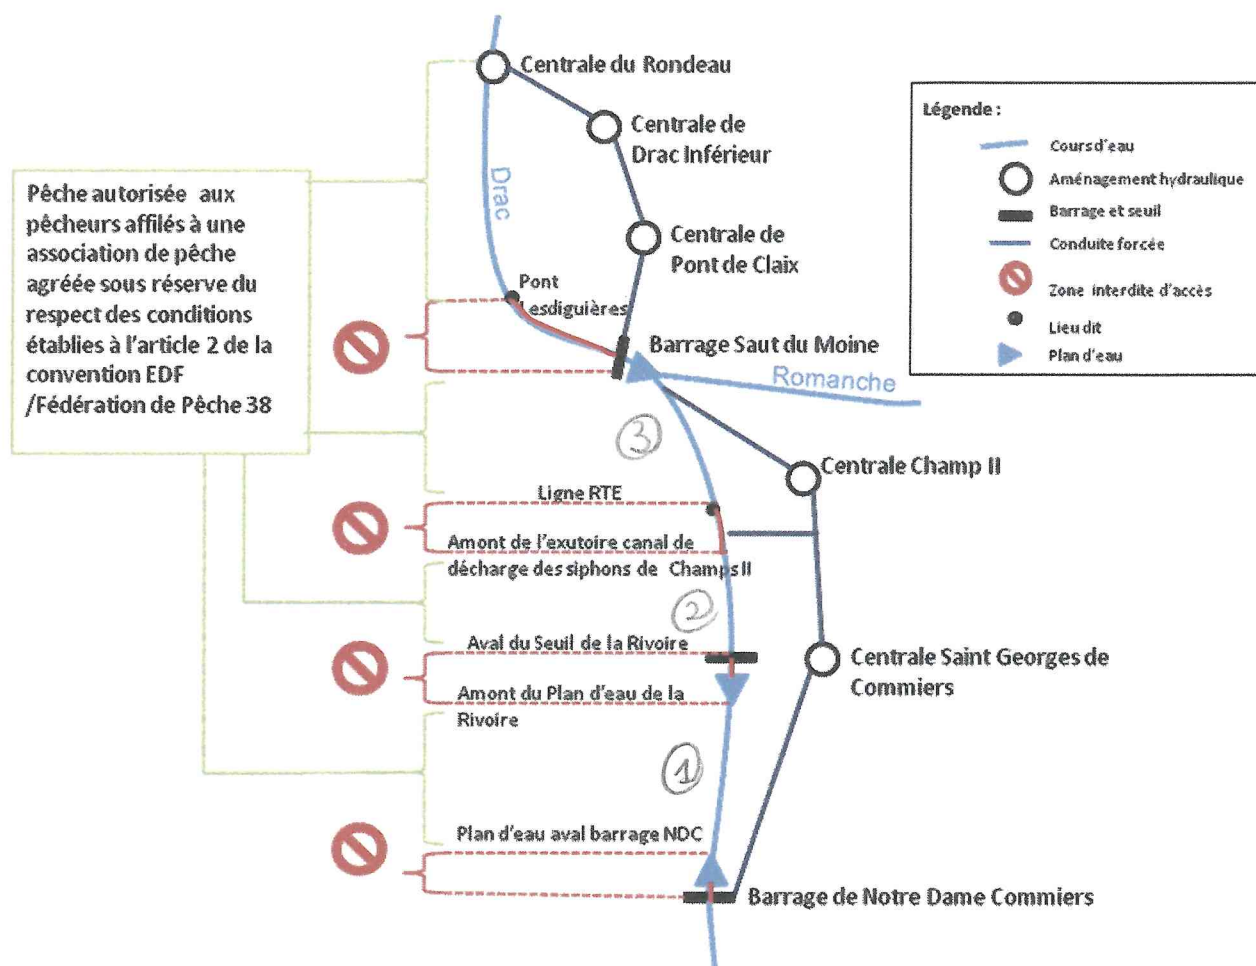 Centrale du Rondeau
Centrale de
Drac Inférieur
Drac
Centrale de
Pont de Claix
Pont
Lesdiguières
Barrage Saut du Moine
Romanche
Légende :
Cours d'eau
Aménagement hydraulique
Barrage et seuil
Conduite forcée
Zone interdite d'accès
Lieu dit
Plan d'eau
Pêche autorisée aux
pêcheurs affilés à une
association de pêche
agréée sous réserve du
respect des conditions
établies à l'article 2 de la
convention EDF
/Fédération de Pêche 38
3
Centrale Champ II
Ligne RTE
Amont de l'exutoire canal de
décharge des siphons de Champs II
2
Aval du Seuil de la Rivoire
Centrale Saint Georges de
Commiers
Amont du Plan d'eau de la
Rivoire
1
Plan d'eau aval barrage NDC
Barrage de Notre Dame Commiers